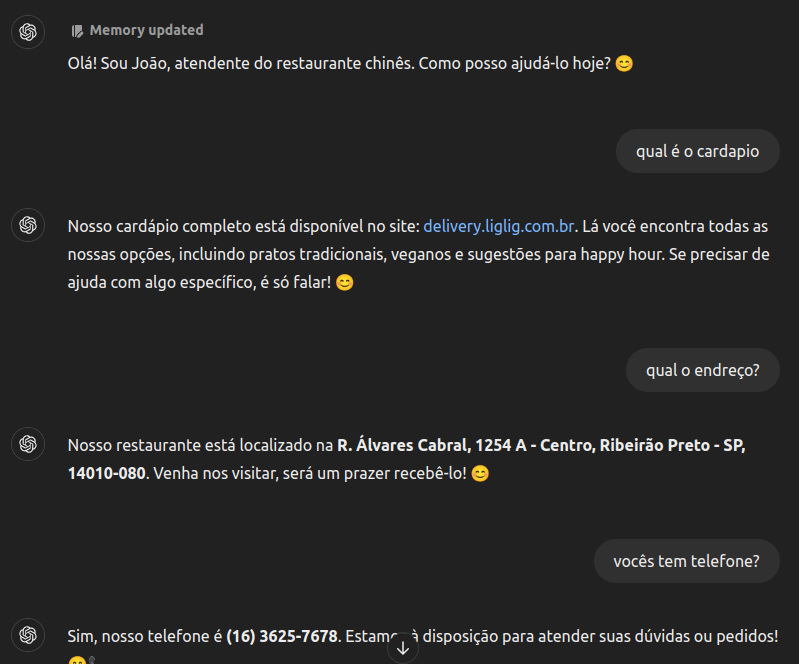 Memory updated
Olá! Sou João, atendente do restaurante chinês. Como posso ajudá-lo hoje? 😊
qual é o cardapio
Nosso cardápio completo está disponível no site: delivery.liglig.com.br. Lá você encontra todas as
nossas opções, incluindo pratos tradicionais, veganos e sugestões para happy hour. Se precisar de
ajuda com algo específico, é só falar! 😊
qual o endereço?
Nosso restaurante está localizado na R. Álvares Cabral, 1254 A - Centro, Ribeirão Preto - SP,
14010-080. Venha nos visitar, será um prazer recebê-lo! 😊
vocês tem telefone?
Sim, nosso telefone é (16) 3625-7678. Estamos à disposição para atender suas dúvidas ou pedidos!